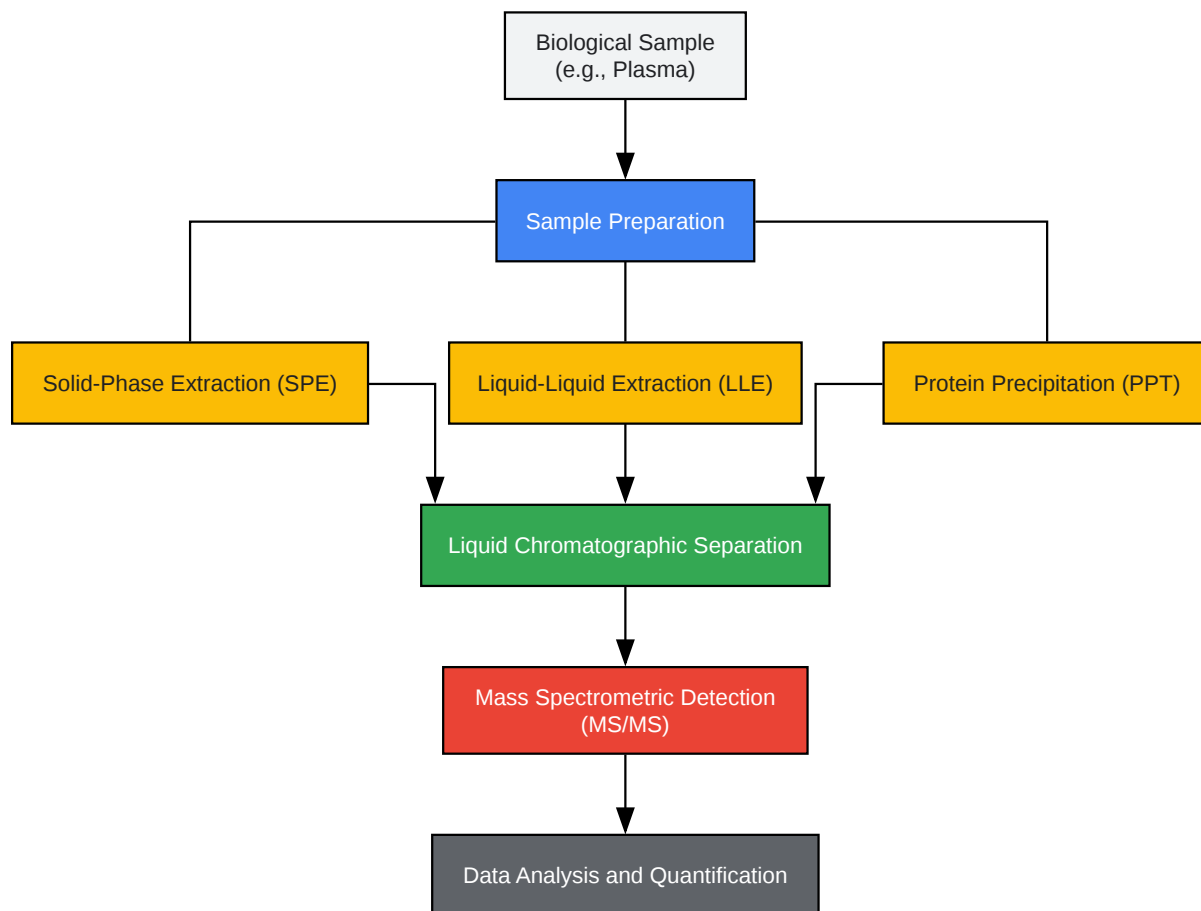 Biological Sample
(e.g., Plasma)
Sample Preparation
Solid-Phase Extraction (SPE)
Liquid-Liquid Extraction (LLE)
Protein Precipitation (PPT)
Liquid Chromatographic Separation
Mass Spectrometric Detection
(MS/MS)
Data Analysis and Quantification